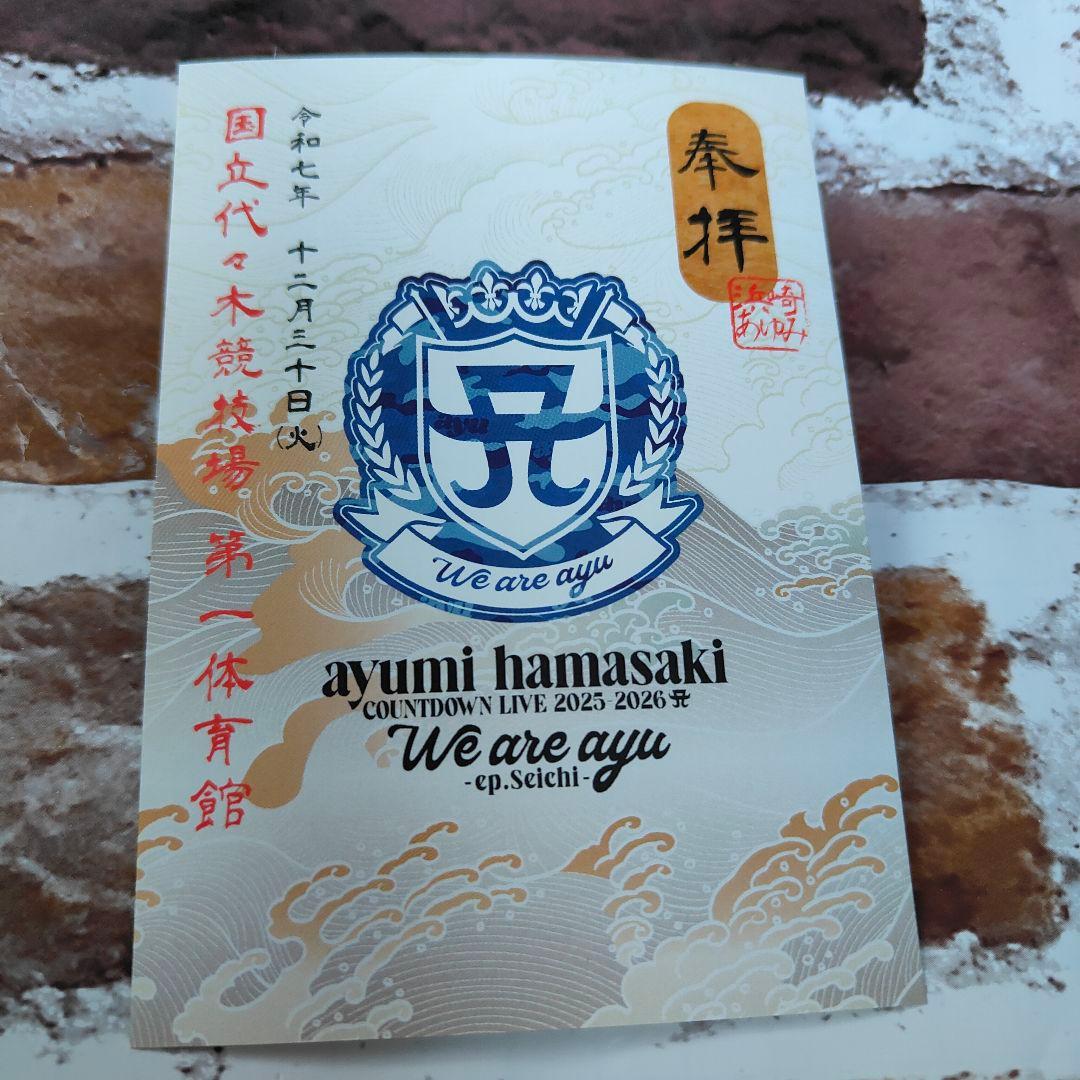 奉拝
浜崎
あゆみ
令和七年 十二月三十日(火)
国立代々木競技場 第一体育館
A
ayu
We are ayu
ayumi hamasaki
COUNTDOWN LIVE 2025-2026 A
We are ayu
-ep.Seichi-